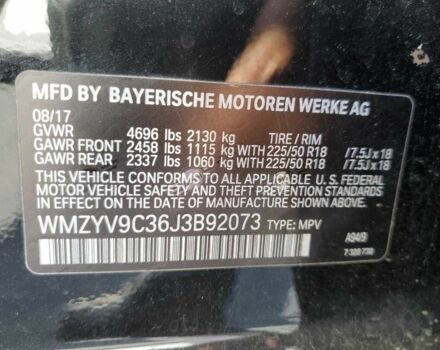 MFD BY BAYERISCHE MOTOREN WERKE AG
08/17
GVWR 4696 lbs 2130 kg TIRE / RIM
GAWR FRONT 2458 lbs 1115 kg WITH 225/50 R18 /7.5J x 18
GAWR REAR 2337 lbs 1060 kg WITH 225/50 R18 /7.5J x 18
THIS VEHICLE CONFORMS TO ALL APPLICABLE U.S. FEDERAL
MOTOR VEHICLE SAFETY, BUMPER, AND THEFT PREVENTION
STANDARDS IN EFFECT ON THE DATE OF MANUFACTURE SHOWN ABOVE.
WMZYV9C36J3B92073 TYPE: MPV
A94/9
7 320 730